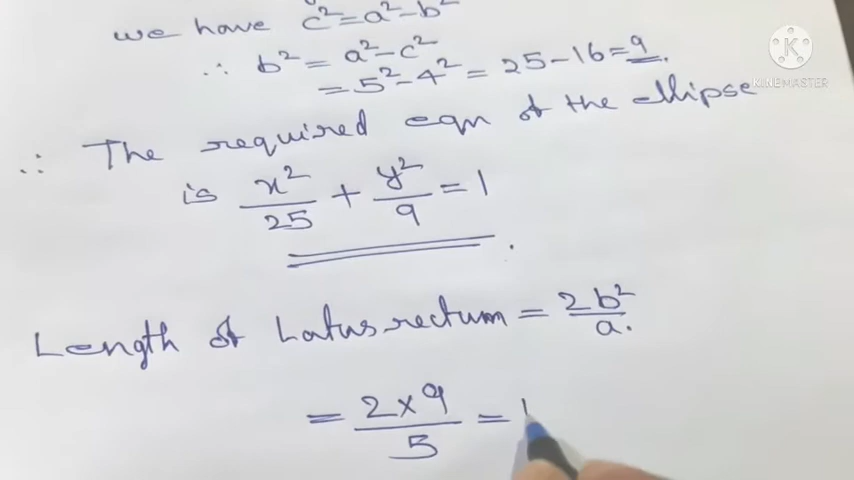 we have c² = a² - b²
∴ b² = a² - c²
= 5² - 4² = 25 - 16 = 9.
∴ The required eqn of the ellipse
is x²/25 + y²/9 = 1
Length of Latus rectum = 2b²/a.
= 2×9/5 = 1
K
KINEMASTER